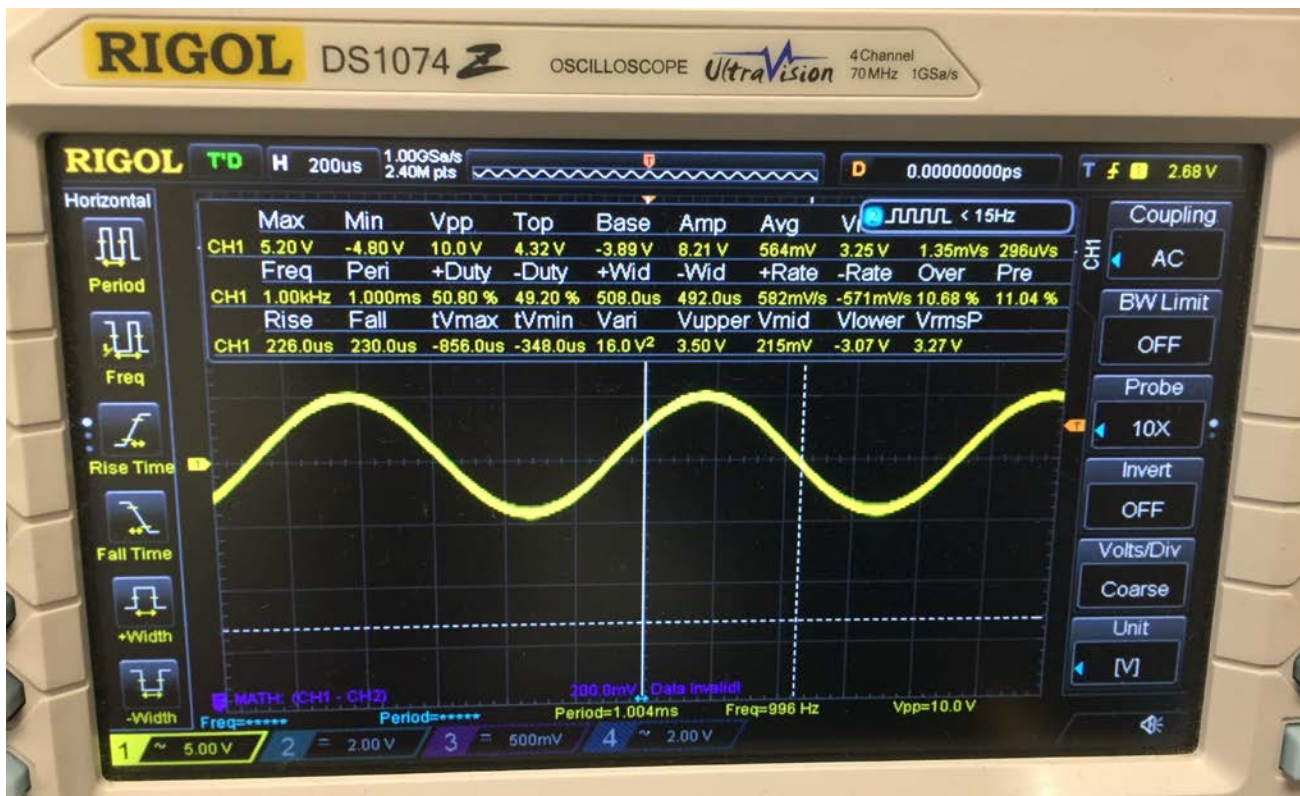 RIGOL DS1074Z OSCILLOSCOPE UltraVision 4 Channel
70MHz 1GSa/s
RIGOL T'D H 200us 1.00GSa/s
2.40M pts
D 0.00000000ps T 1 2.68 V
Horizontal
Period
Freq
Rise Time
Fall Time
+Width
-Width
Max Min Vpp Top Base Amp Avg
2 < 15Hz
CH1 5.20 V -4.80 V 10.0 V 4.32 V -3.89 V 8.21 V 564mV 3.25 V 1.35mVs 296uVs
Freq Peri +Duty -Duty +Wid -Wid +Rate -Rate Over Pre
CH1 1.00kHz 1.000ms 50.80 % 49.20 % 508.0us 492.0us 582mV/s -571mV/s 10.68 % 11.04 %
Rise Fall tVmax tVmin Vari Vupper Vmid Vlower VrmsP
CH1 226.0us 230.0us -856.0us -348.0us 16.0 V² 3.50 V 215mV -3.07 V 3.27 V
1
T
MATH: (CH1 - CH2) 200.0mV/ Data Invalid!
Freq=***** Period=***** Period=1.004ms Freq=996 Hz Vpp=10.0 V
1 ~ 5.00 V 2 = 2.00 V 3 = 500mV 4 ~ 2.00 V
CH1
Coupling
AC
BW Limit
OFF
Probe
10X
Invert
OFF
Volts/Div
Coarse
Unit
[V]